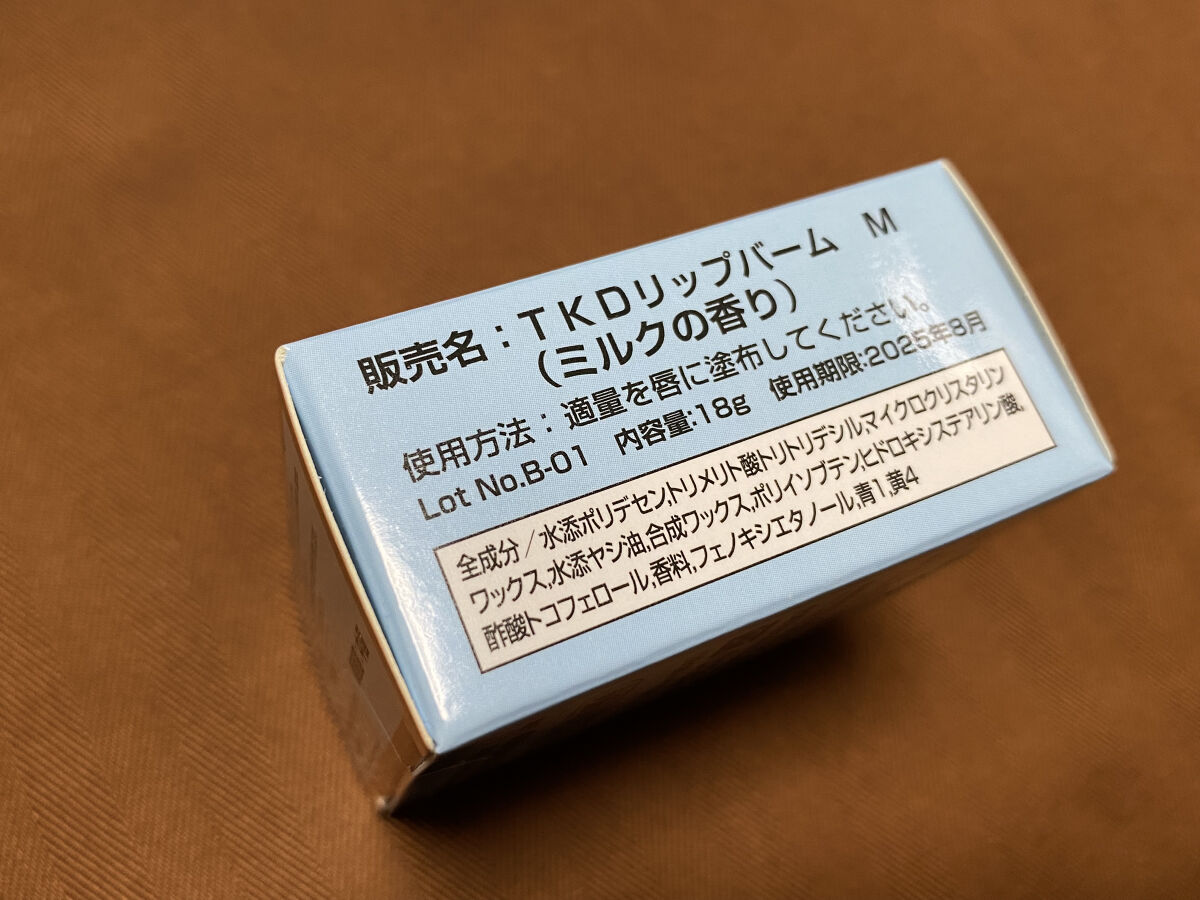 販売名：ＴＫＤリップバーム　Ｍ
（ミルクの香り）
使用方法：適量を唇に塗布してください。
Lot No.B-01　内容量:18g　使用期限:2025年8月
全成分／水添ポリデセン,トリメリト酸トリトリデシル,マイクロクリスタリン
ワックス,水添ヤシ油,合成ワックス,ポリイソブテン,ヒドロキシステアリン酸,
酢酸トコフェロール,香料,フェノキシエタノール,青1,黄4